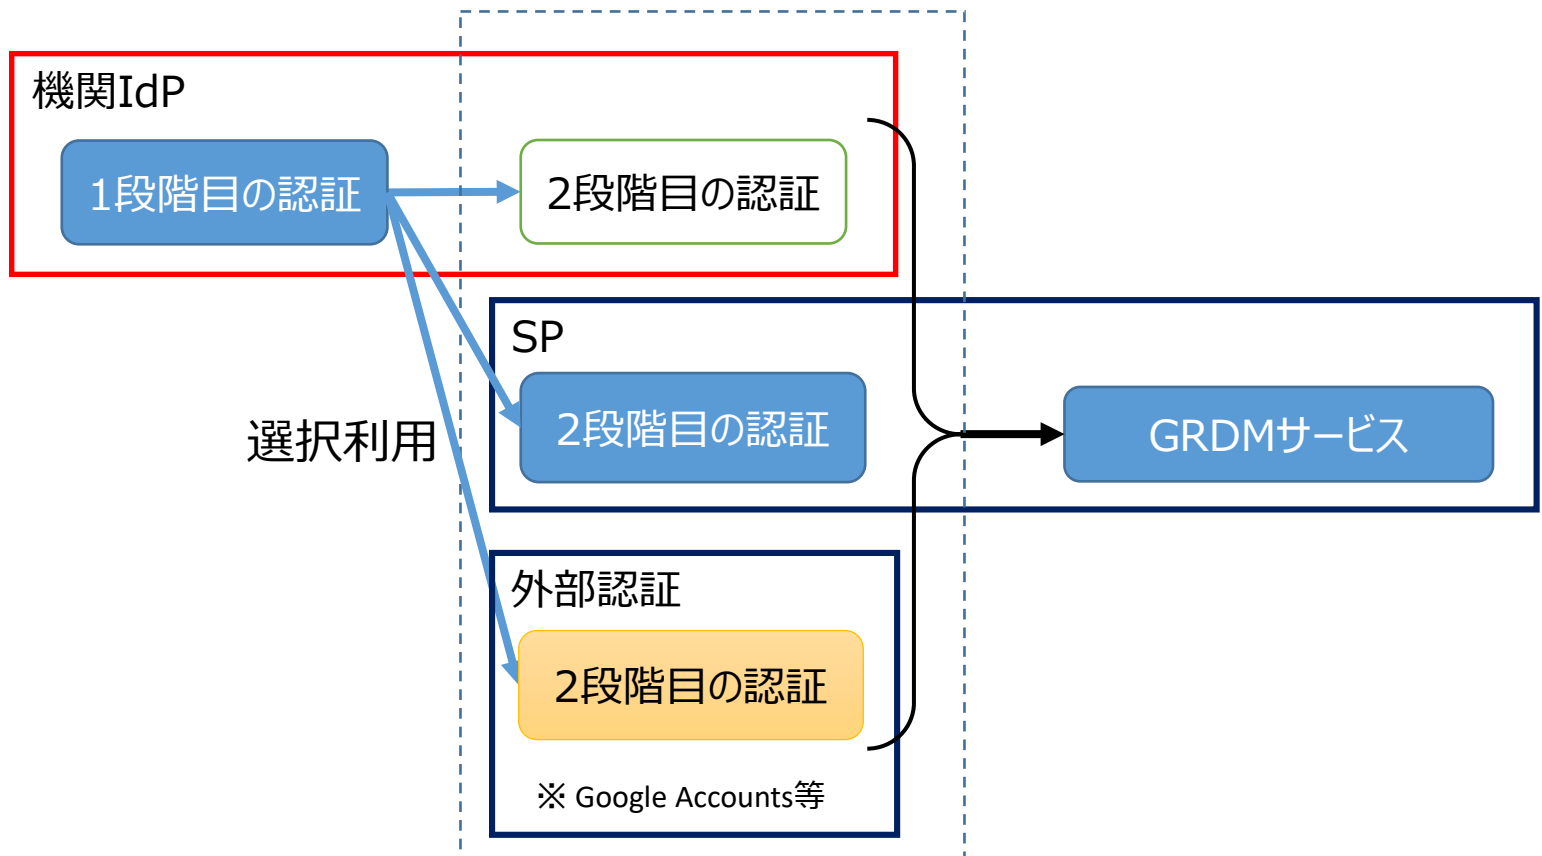 機関IdP
1段階目の認証
2段階目の認証
SP
2段階目の認証
GRDMサービス
選択利用
外部認証
2段階目の認証
※ Google Accounts等